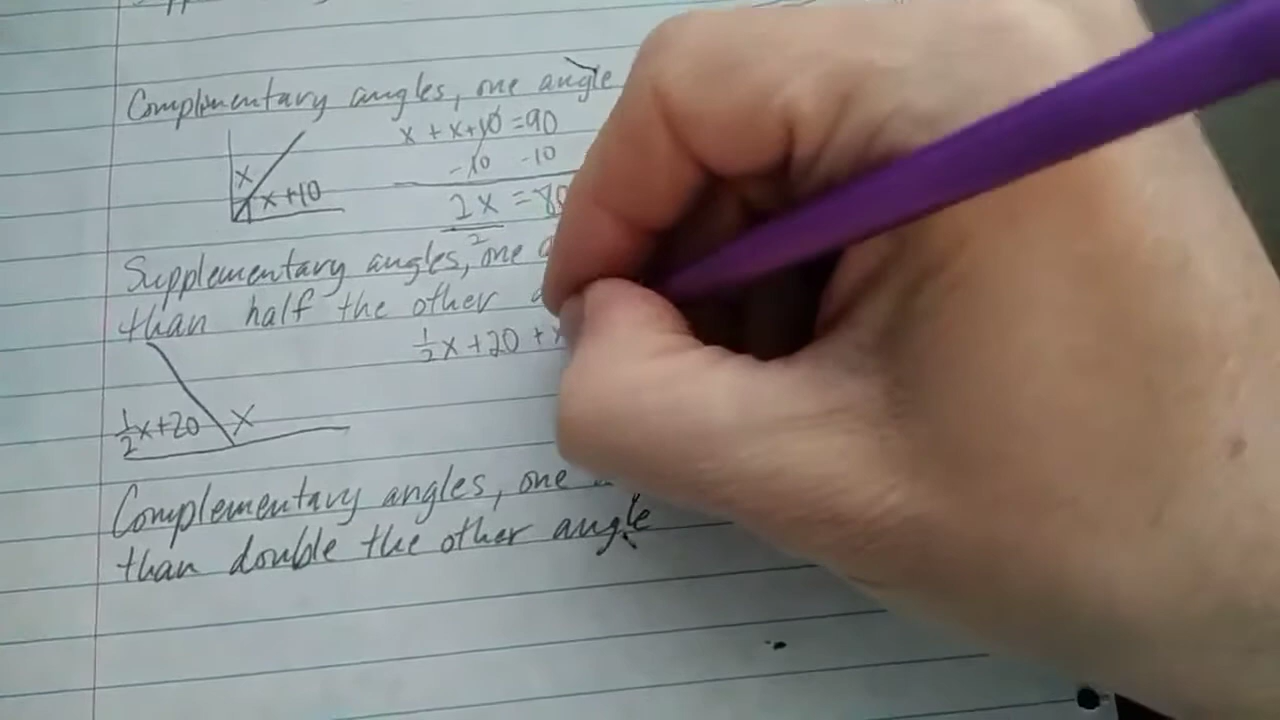 Complimentary angles, one angle
x + x + 10 = 90
-10 -10
x
x+10
2x = 80
2
Supplementary angles, one
than half the other
½x + 20 + x
½x+20 x
Complementary angles, one
than double the other angle